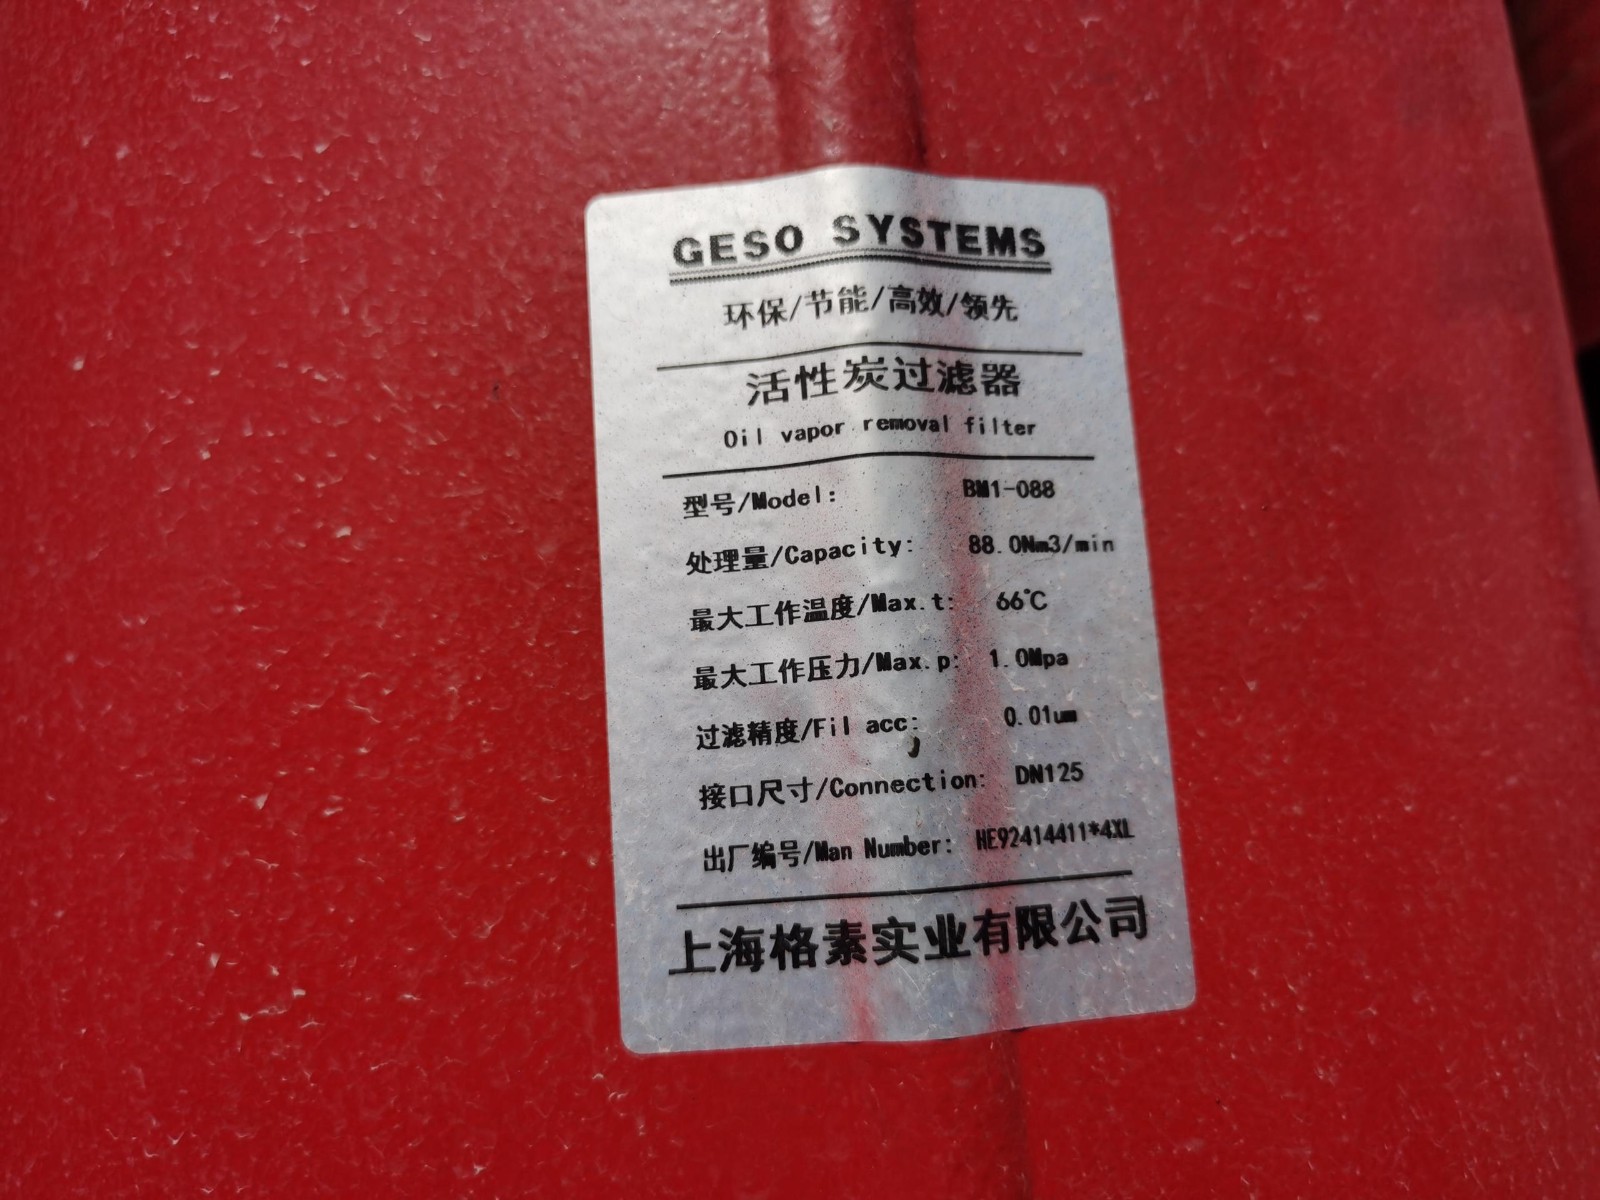 GESO SYSTEMS
环保/节能/高效/领先
活性炭过滤器
Oil vapor removal filter
型号/Model: BM1-088
处理量/Capacity: 88.0Nm3/min
最大工作温度/Max.t: 66℃
最大工作压力/Max.p: 1.0Mpa
过滤精度/Fil acc: 0.01um
接口尺寸/Connection: DN125
出厂编号/Man Number: HE92414411*4XL
上海格素实业有限公司